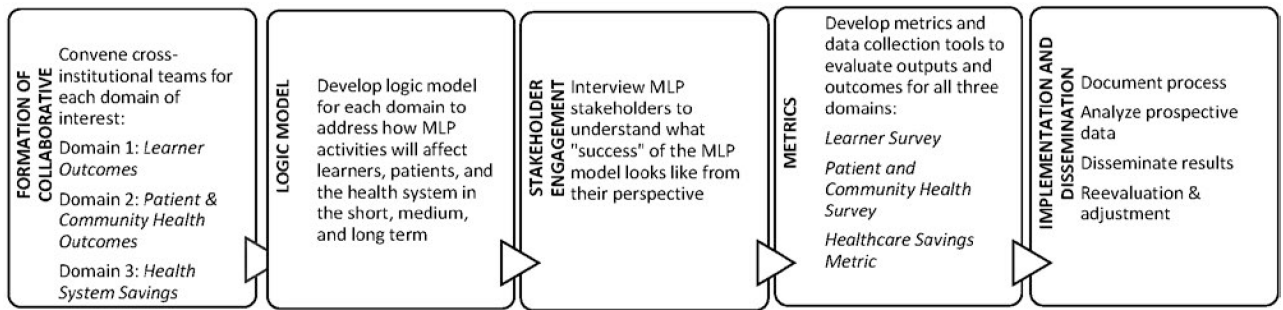 FORMATION OF
COLLABORATIVE
Convene cross-
institutional teams for
each domain of
interest:
Domain 1: Learner
Outcomes
Domain 2: Patient &
Community Health
Outcomes
Domain 3: Health
System Savings
LOGIC MODEL
Develop logic model
for each domain to
address how MLP
activities will affect
learners, patients, and
the health system in
the short, medium,
and long term
STAKEHOLDER
ENGAGEMENT
Interview MLP
stakeholders to
understand what
"success" of the MLP
model looks like from
their perspective
METRICS
Develop metrics and
data collection tools to
evaluate outputs and
outcomes for all three
domains:
Learner Survey
Patient and
Community Health
Survey
Healthcare Savings
Metric
IMPLEMENTATION AND
DISSEMINATION
Document process
Analyze prospective
data
Disseminate results
Reevaluation &
adjustment